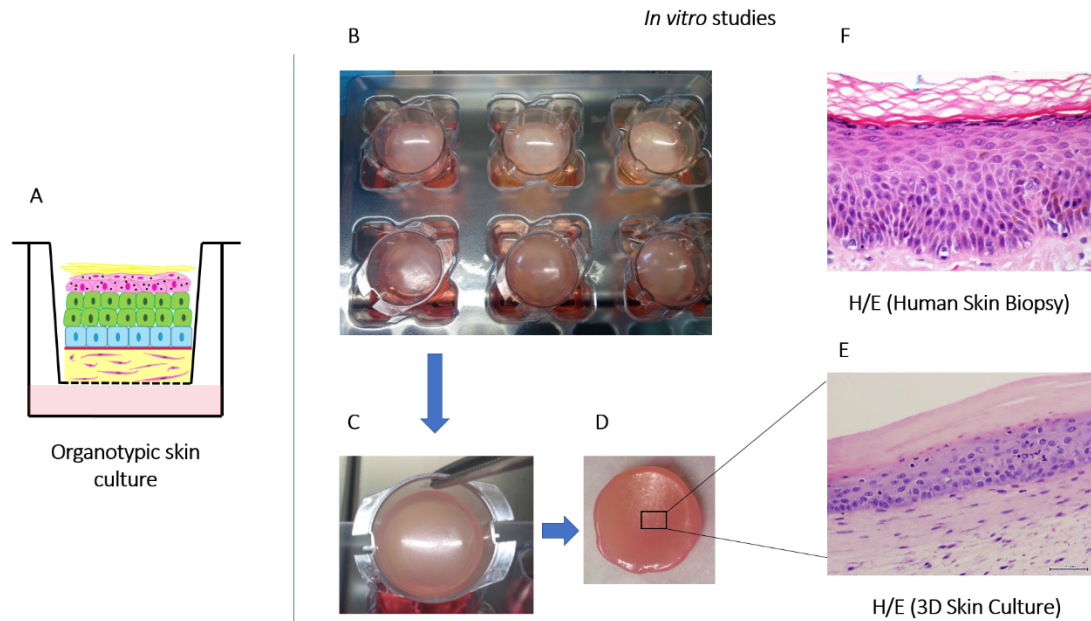 In vitro studies
A
Organotypic skin
culture
B
C
D
F
H/E (Human Skin Biopsy)
E
H/E (3D Skin Culture)